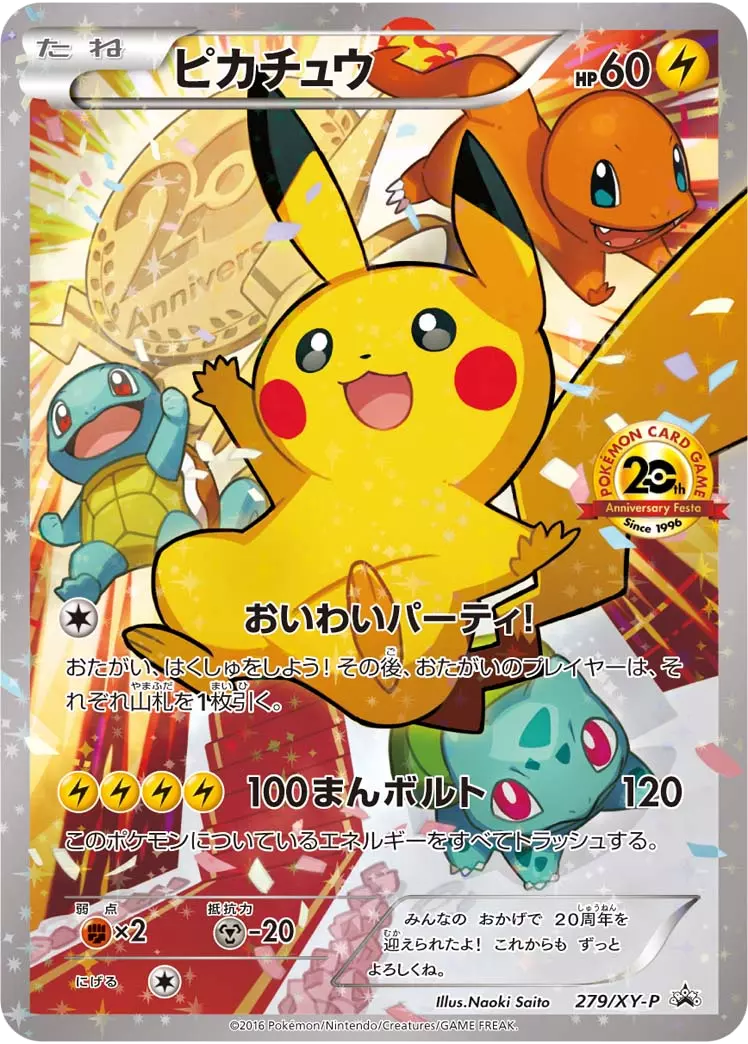 たね
ピカチュウ
HP60
20
Annivers
POKÉMON CARD GAME
20th
Anniversary Festa
Since 1996
おいわいパーティ!
おたがい、はくしゅをしよう! その後、おたがいのプレイヤーは、そ
れぞれ山札を1枚引く。
100まんボルト 120
このポケモンについているエネルギーをすべてトラッシュする。
弱点 抵抗力
×2 -20
にげる
みんなの おかげで 20周年を
迎えられたよ! これからも ずっと
よろしくね。
Illus.Naoki Saito 279/XY-P
©2016 Pokémon/Nintendo/Creatures/GAME FREAK.